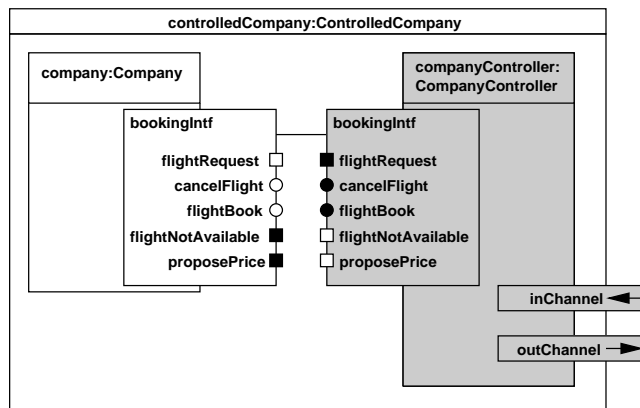 controlledCompany:ControlledCompany
company:Company
companyController:
CompanyController
bookingIntf
bookingIntf
flightRequest
flightRequest
cancelFlight
cancelFlight
flightBook
flightBook
flightNotAvailable
flightNotAvailable
proposePrice
proposePrice
inChannel
outChannel